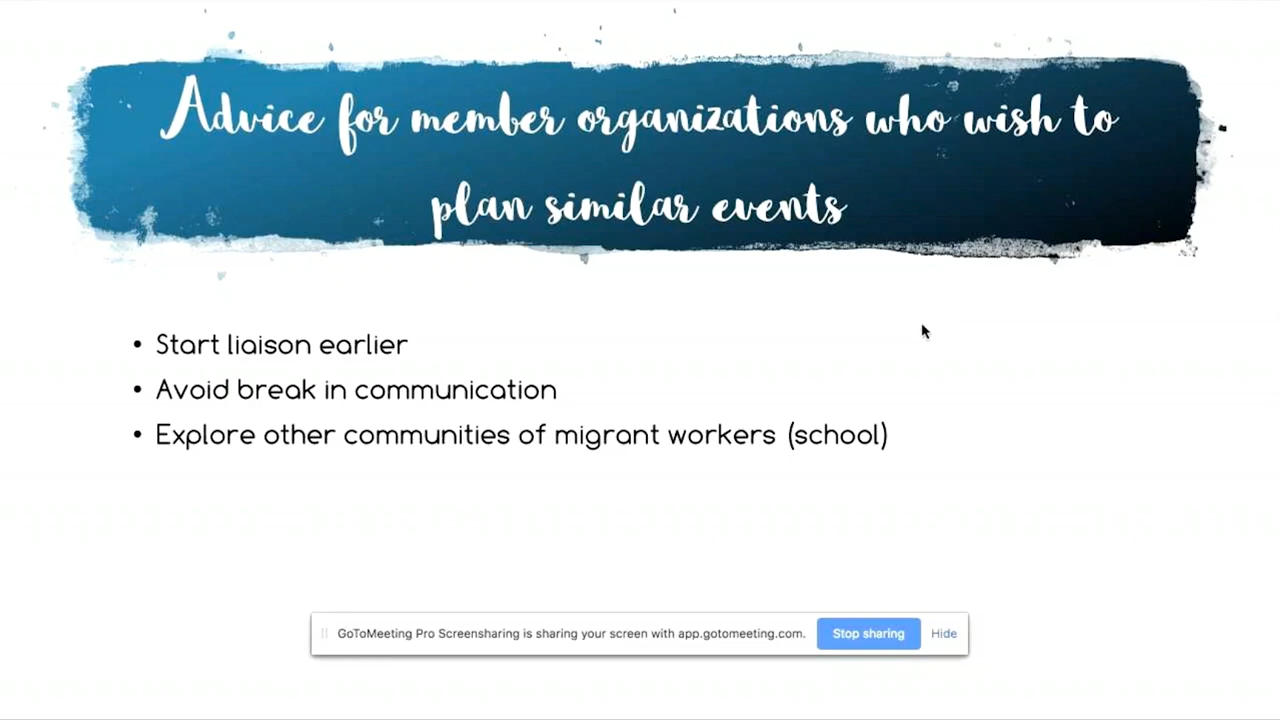 Advice for member organizations who wish to
plan similar events
• Start liaison earlier
• Avoid break in communication
• Explore other communities of migrant workers (school)
GoToMeeting Pro Screensharing is sharing your screen with app.gotomeeting.com. Stop sharing Hide